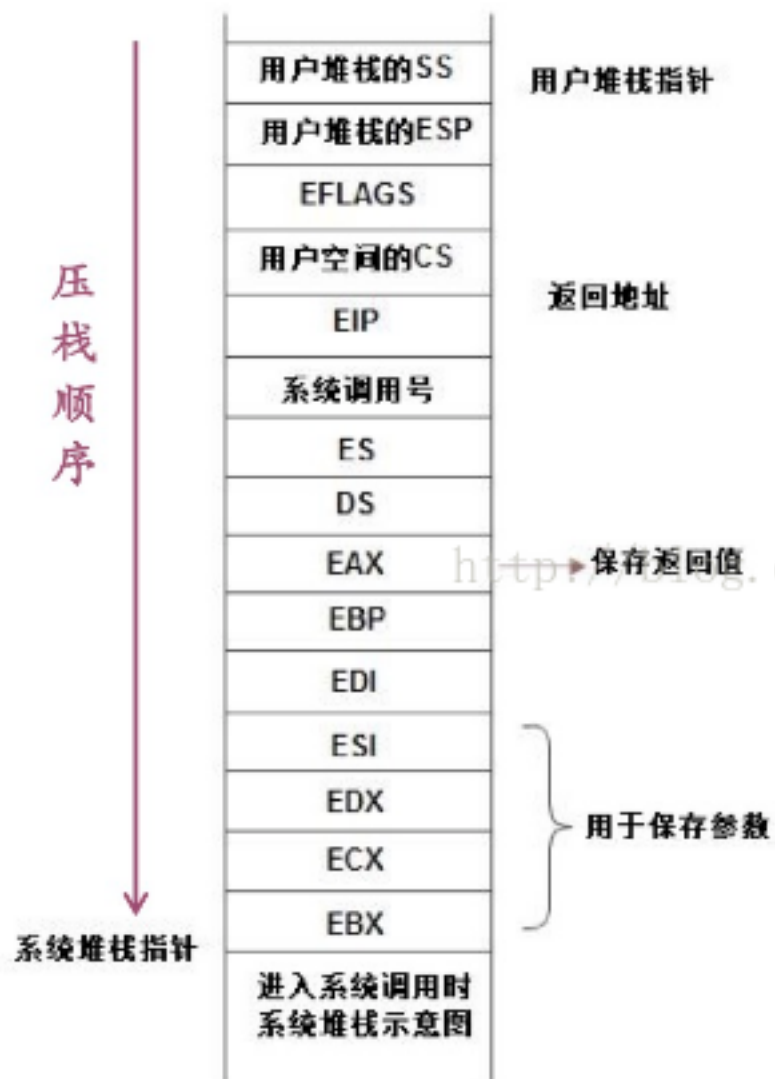 用户堆栈的SS
用户堆栈指针
用户堆栈的ESP
EFLAGS
用户空间的CS
返回地址
EIP
系统调用号
ES
DS
EAX
http://blog.
保存返回值
EBP
EDI
ESI
EDX
用于保存参数
ECX
EBX
压栈顺序
系统堆栈指针
进入系统调用时
系统堆栈示意图